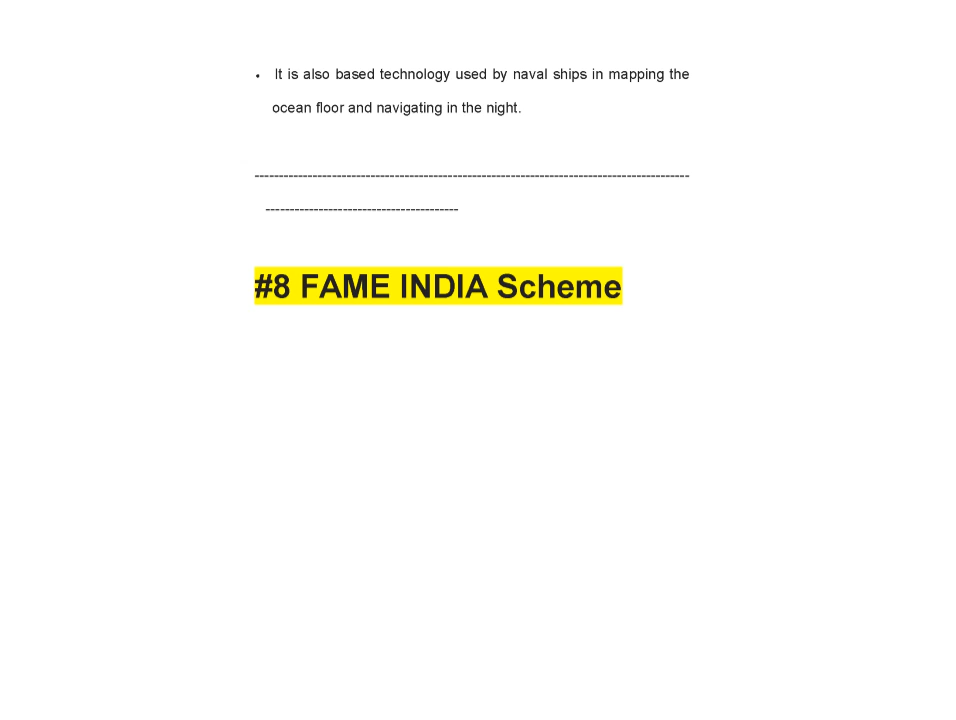 • It is also based technology used by naval ships in mapping the
ocean floor and navigating in the night.
------------------------------------------------------------------------------------------
----------------------------------------
#8 FAME INDIA Scheme